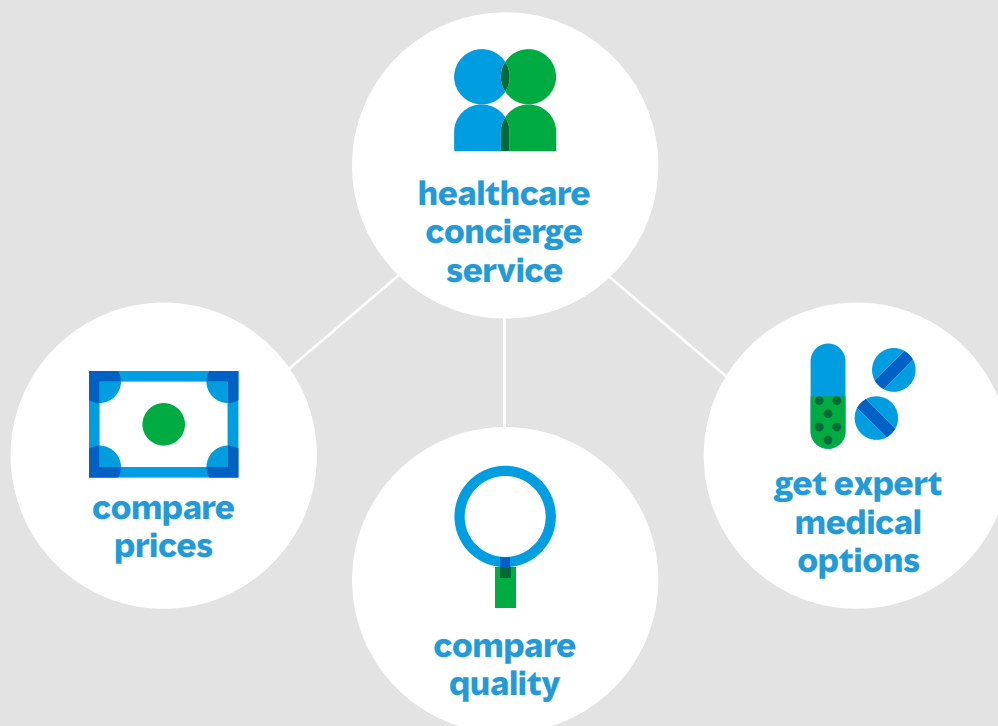 healthcare
concierge
service
compare
prices
compare
quality
get expert
medical
options